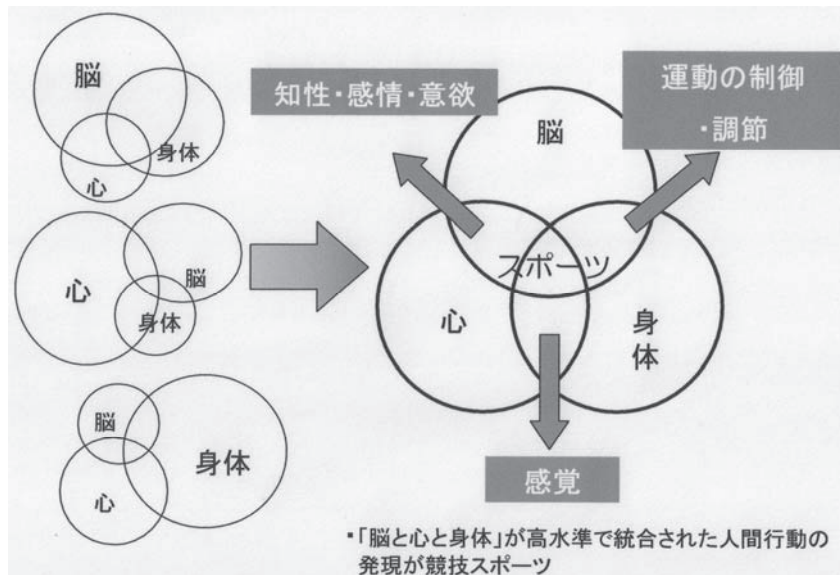 脳
身体
心
心
脳
身体
脳
身体
心
知性・感情・意欲
運動の制御
・調節
脳
スポーツ
心
身
体
感覚
・「脳と心と身体」が高水準で統合された人間行動の
発現が競技スポーツ